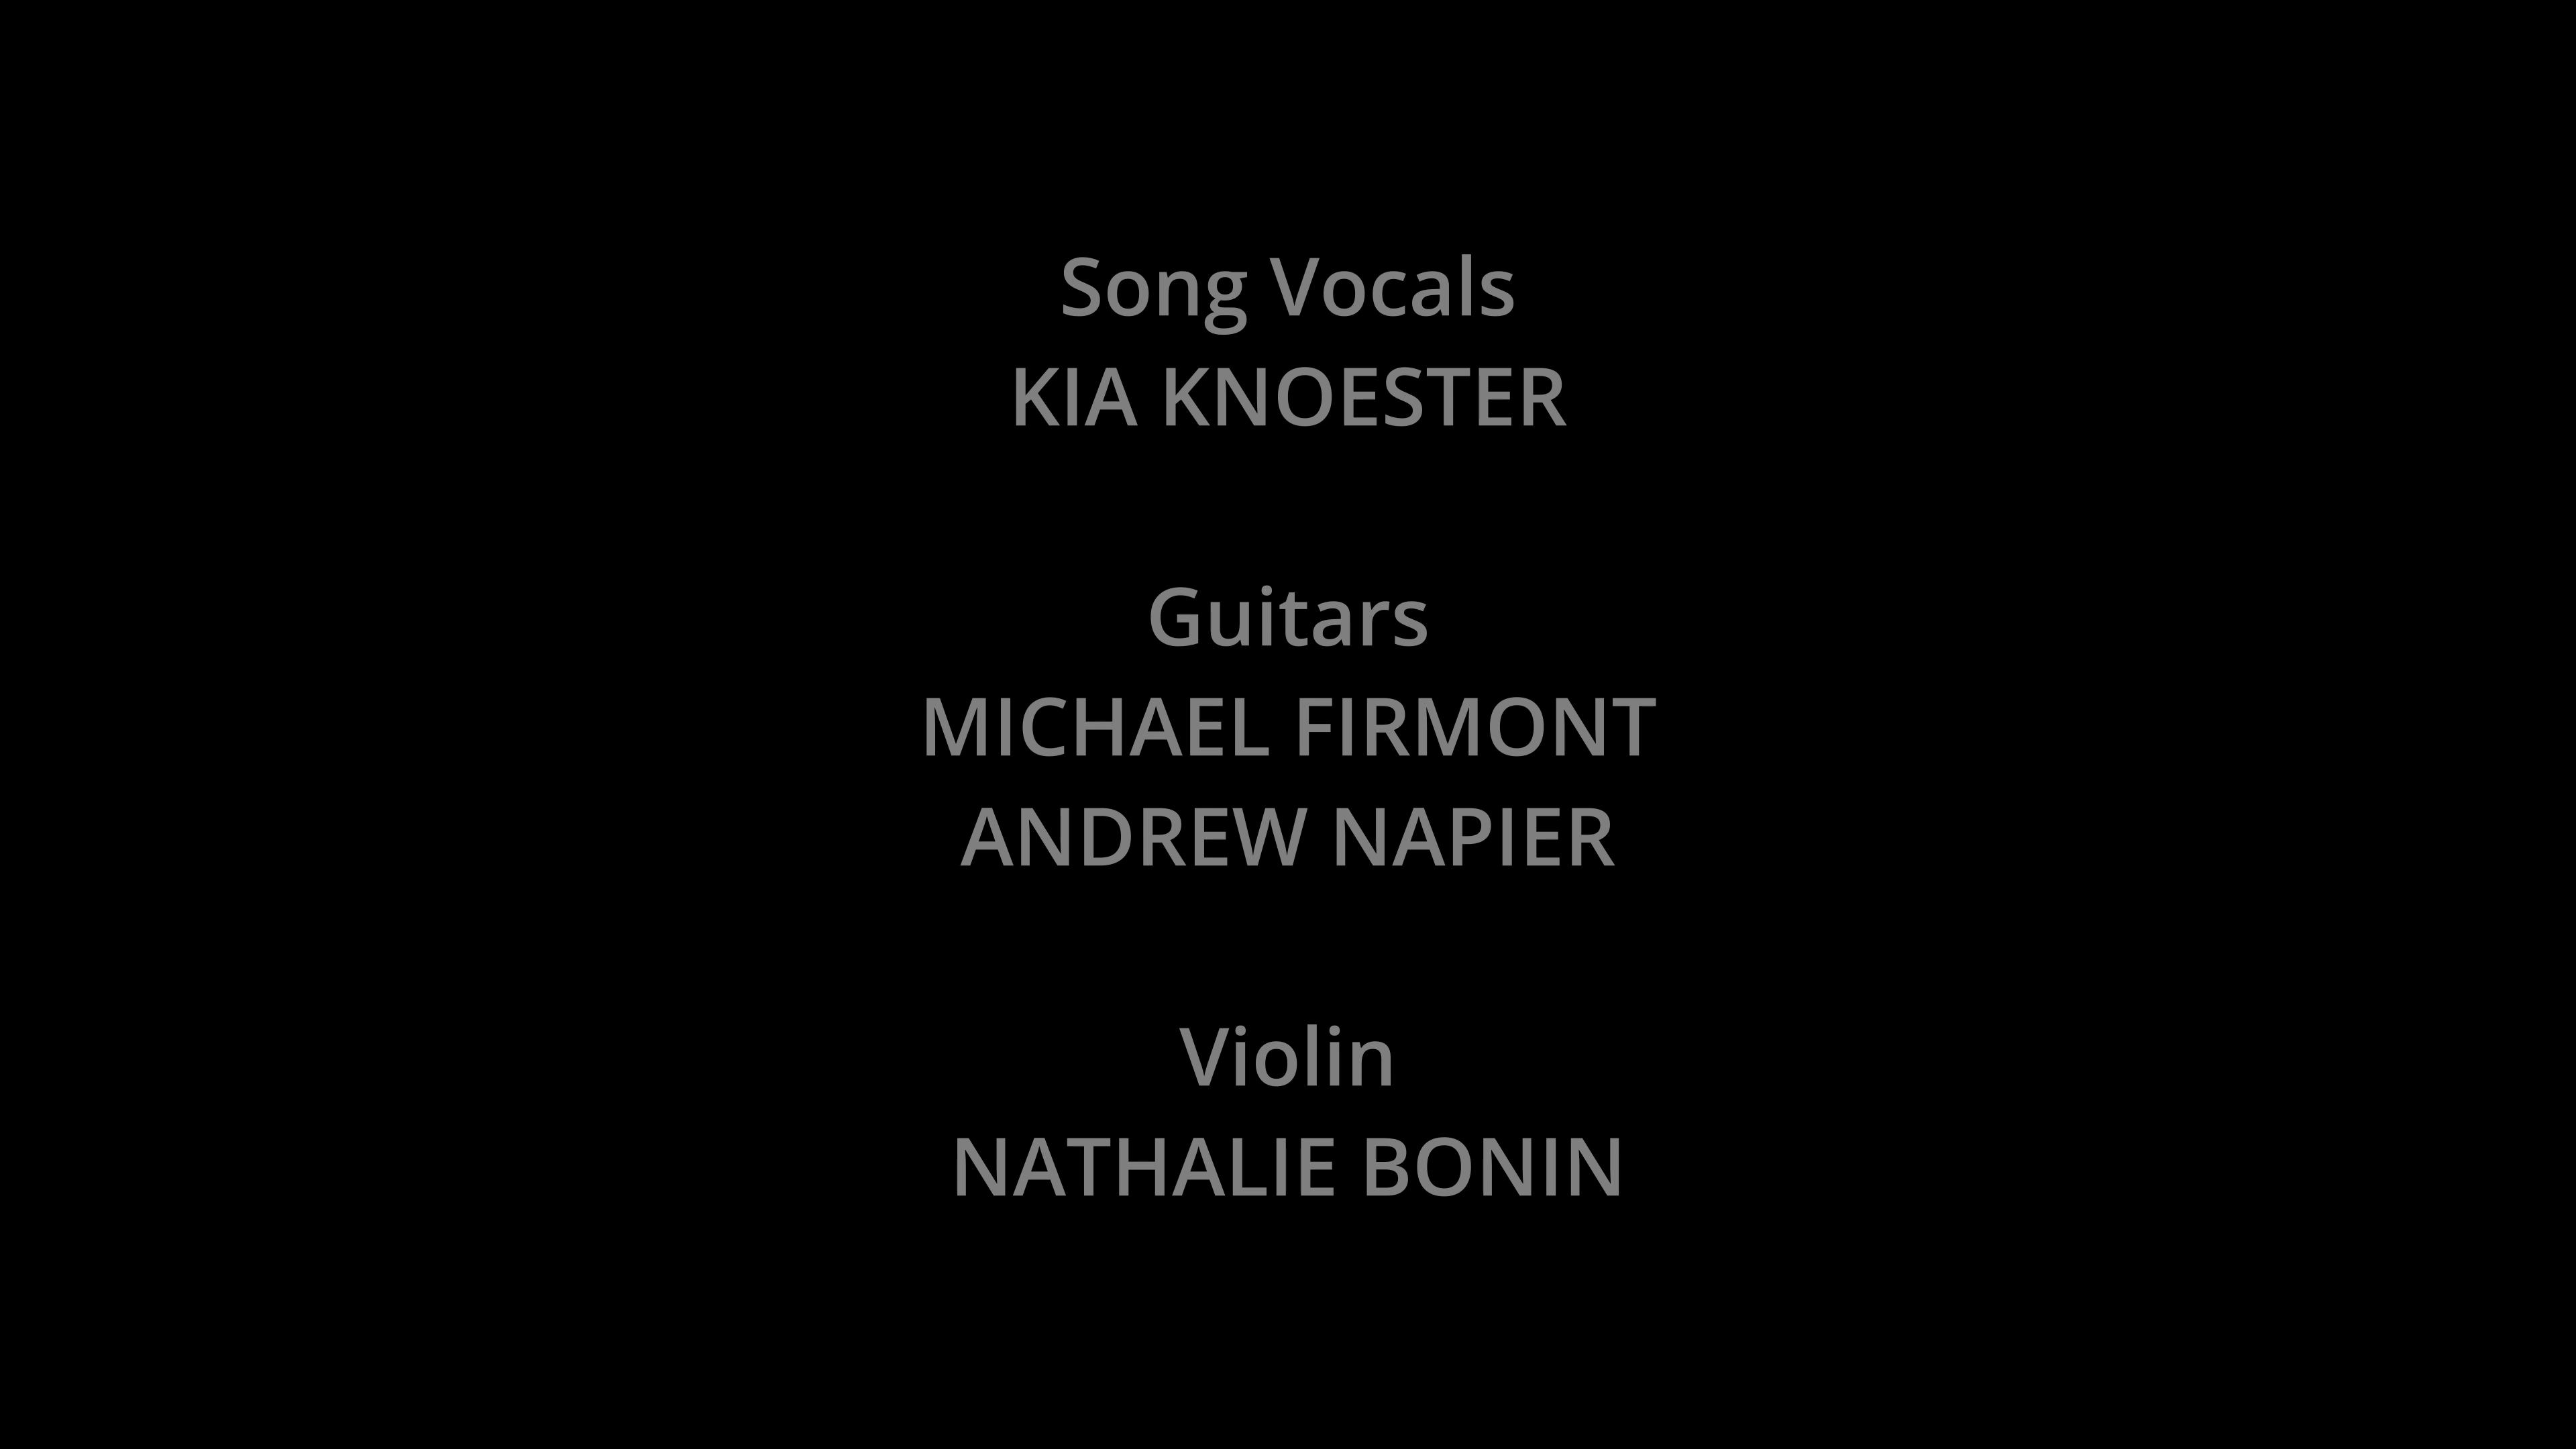 Song Vocals
KIA KNOESTER
Guitars
MICHAEL FIRMONT
ANDREW NAPIER
Violin
NATHALIE BONIN